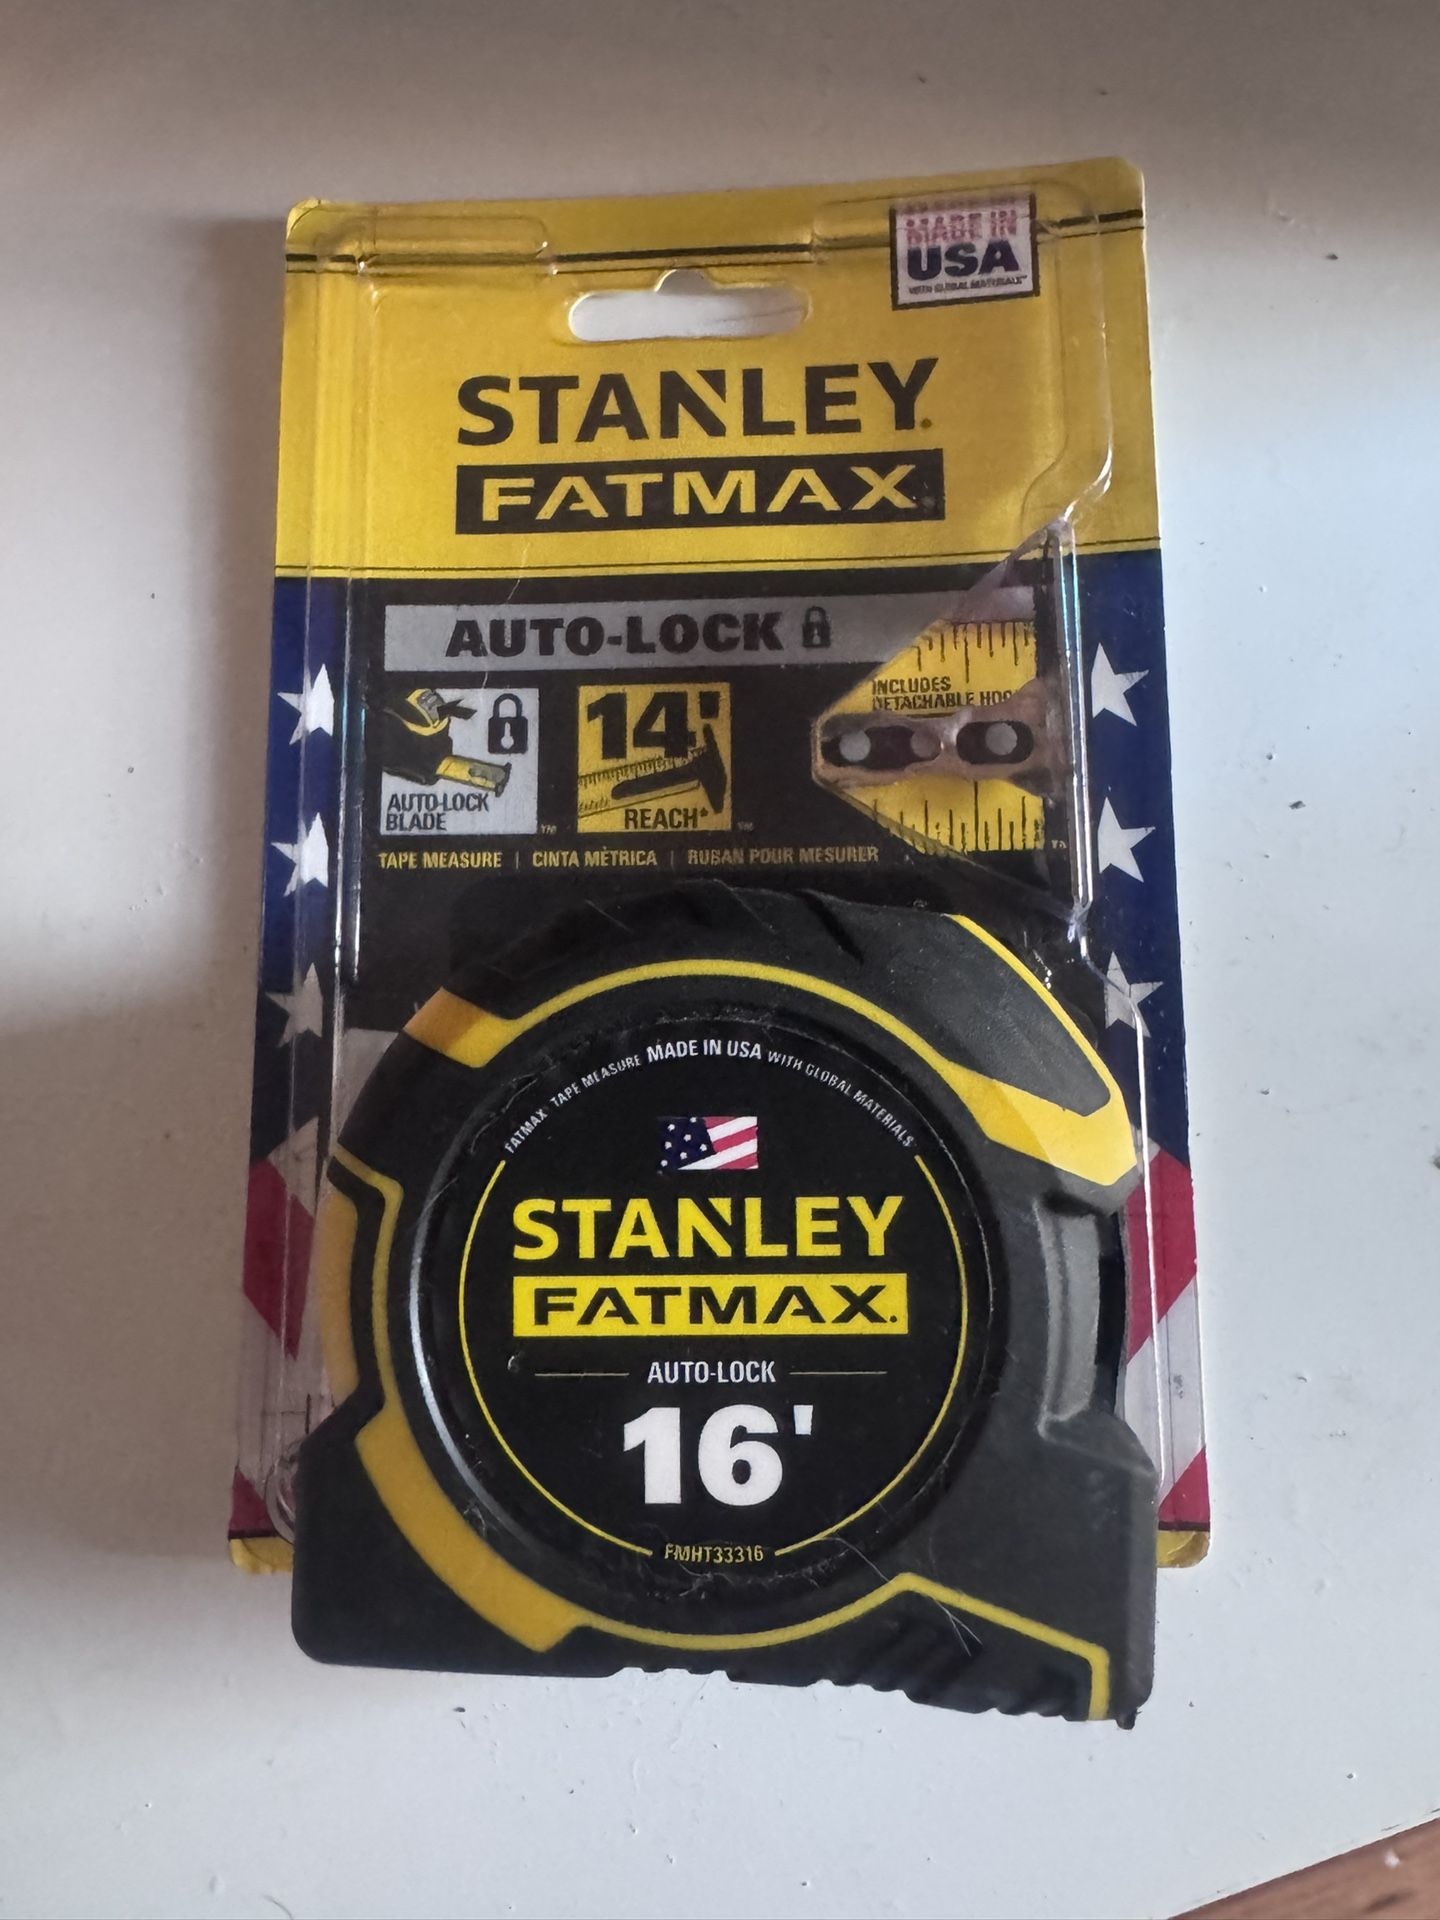 MADE IN
USA
WITH GLOBAL MATERIALS
STANLEY
FATMAX
AUTO-LOCK
INCLUDES
DETACHABLE
14'
AUTO-LOCK
BLADE
REACH*
TAPE MEASURE | CINTA MÉTRICA | RUBAN POUR MESURER
FATMAX TAPE MEASURE MADE IN USA WITH GLOBAL MATERIALS
STANLEY
FATMAX.
AUTO-LOCK
16'
FMHT33316